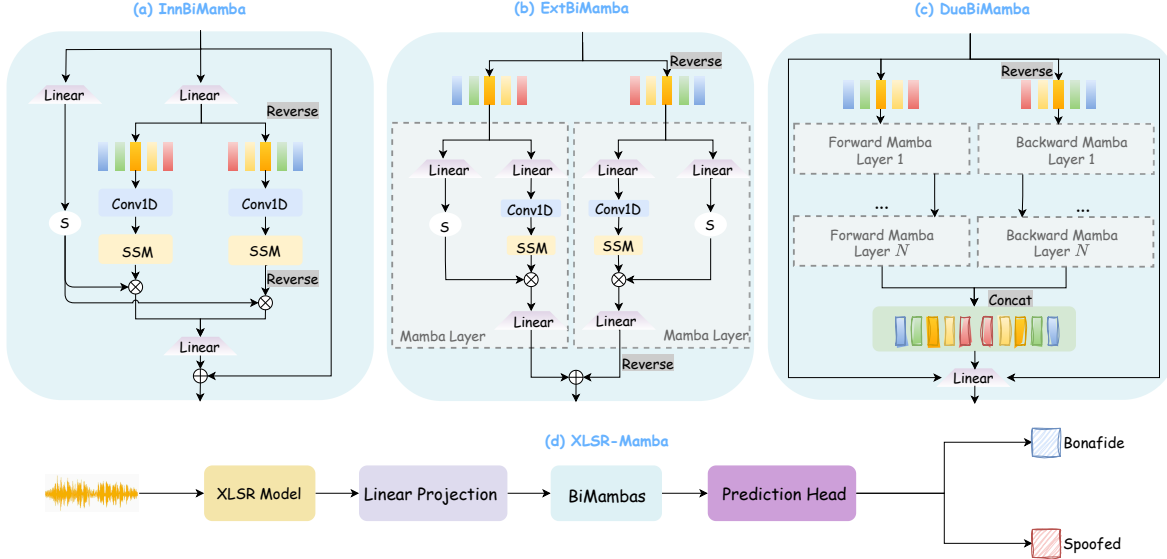 (a) InnBiMamba
Linear
Linear
Reverse
Conv1D
Conv1D
S
SSM
SSM
Reverse
Linear
(b) ExtBiMamba
Reverse
Linear
Linear
Linear
Linear
Conv1D
Conv1D
S
S
SSM
SSM
Linear
Linear
Mamba Layer
Mamba Layer
Reverse
(c) DuaBiMamba
Reverse
Forward Mamba
Layer 1
Backward Mamba
Layer 1
...
...
Forward Mamba
Layer N
Backward Mamba
Layer N
Concat
Linear
(d) XLSR-Mamba
XLSR Model
Linear Projection
BiMambas
Prediction Head
Bonafide
Spoofed